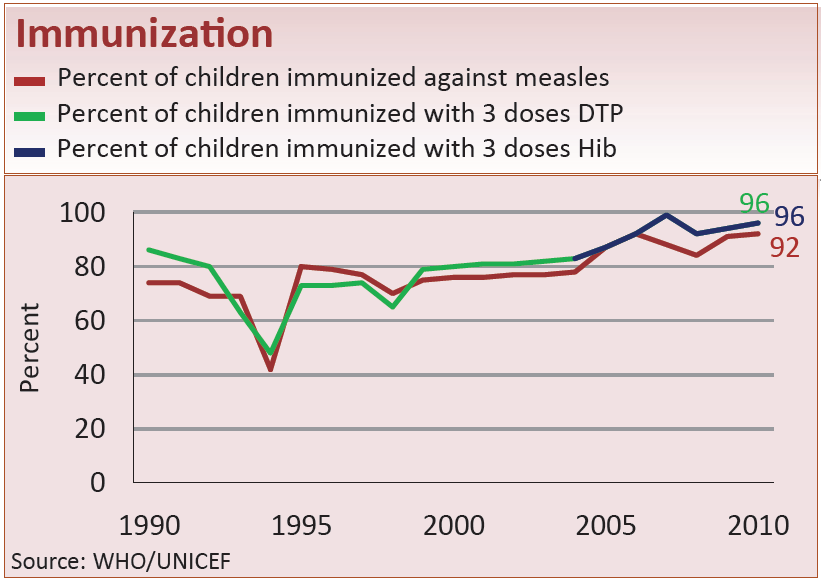 Immunization
Percent of children immunized against measles
Percent of children immunized with 3 doses DTP
Percent of children immunized with 3 doses Hib
96
96
92
100
80
60
40
20
0
Percent
1990 1995 2000 2005 2010
Source: WHO/UNICEF